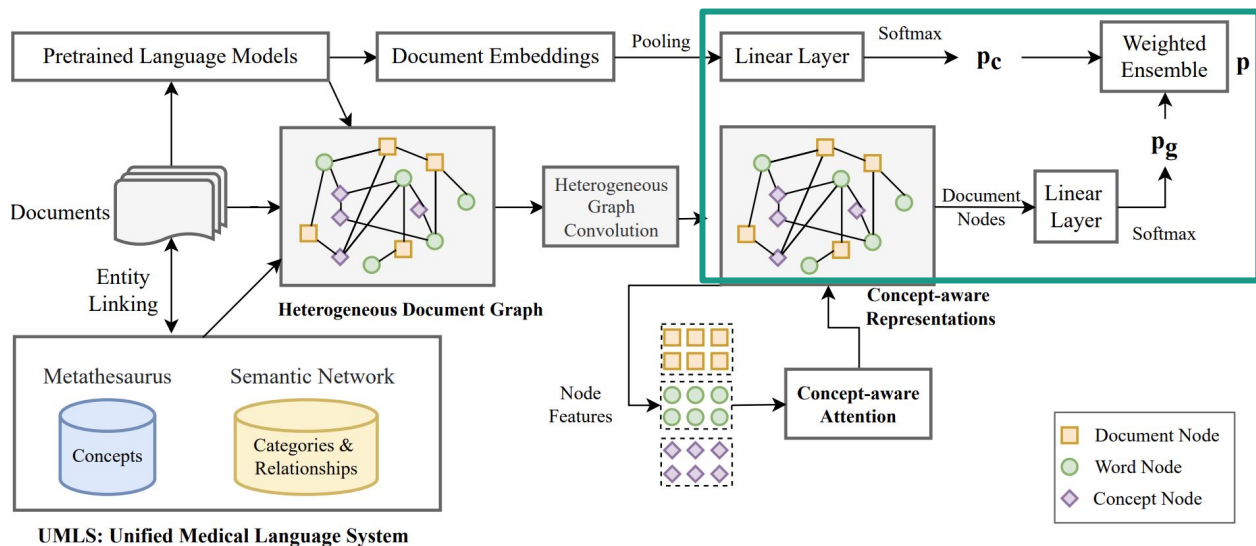 Pretrained Language Models
Document Embeddings
Pooling
Linear Layer
Softmax
p_c
Weighted
Ensemble
p
p_g
Documents
Heterogeneous
Graph
Convolution
Document
Nodes
Linear
Layer
Softmax
Entity
Linking
Heterogeneous Document Graph
Concept-aware
Representations
Metathesaurus
Semantic Network
Concepts
Categories &
Relationships
UMLS: Unified Medical Language System
Node
Features
Concept-aware
Attention
Document Node
Word Node
Concept Node